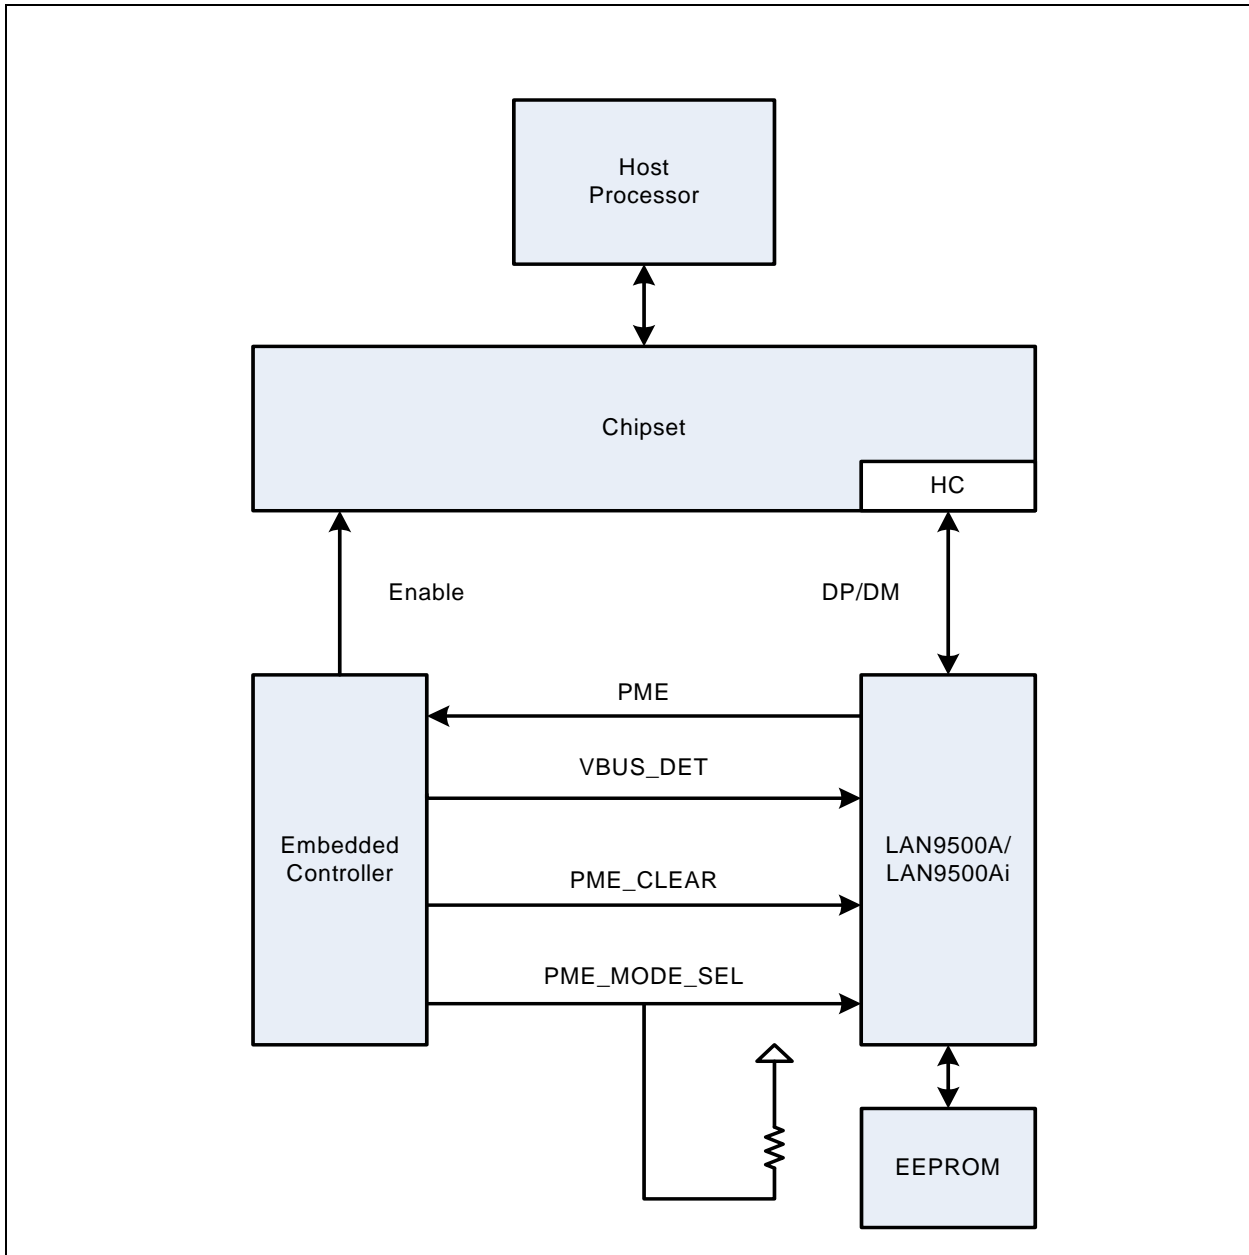 Host
Processor
Chipset
HC
Enable
DP/DM
PME
VBUS_DET
Embedded
Controller
LAN9500A/
LAN9500Ai
PME_CLEAR
PME_MODE_SEL
EEPROM